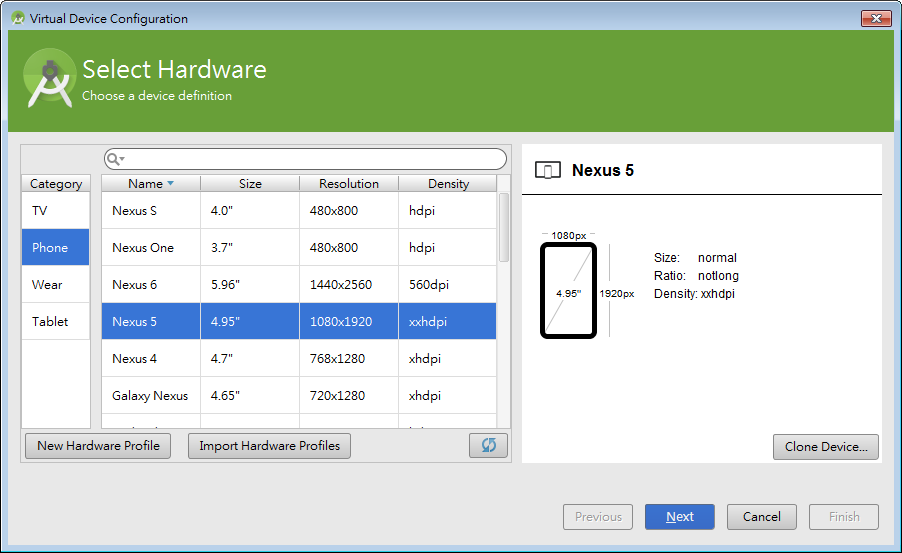 Virtual Device Configuration
Select Hardware
Choose a device definition
Category
TV
Phone
Wear
Tablet
Name Size Resolution Density
Nexus S 4.0" 480x800 hdpi
Nexus One 3.7" 480x800 hdpi
Nexus 6 5.96" 1440x2560 560dpi
Nexus 5 4.95" 1080x1920 xxhdpi
Nexus 4 4.7" 768x1280 xhdpi
Galaxy Nexus 4.65" 720x1280 xhdpi
New Hardware Profile Import Hardware Profiles
Nexus 5
1080px
4.95" 1920px
Size: normal
Ratio: notlong
Density: xxhdpi
Clone Device...
Previous Next Cancel Finish